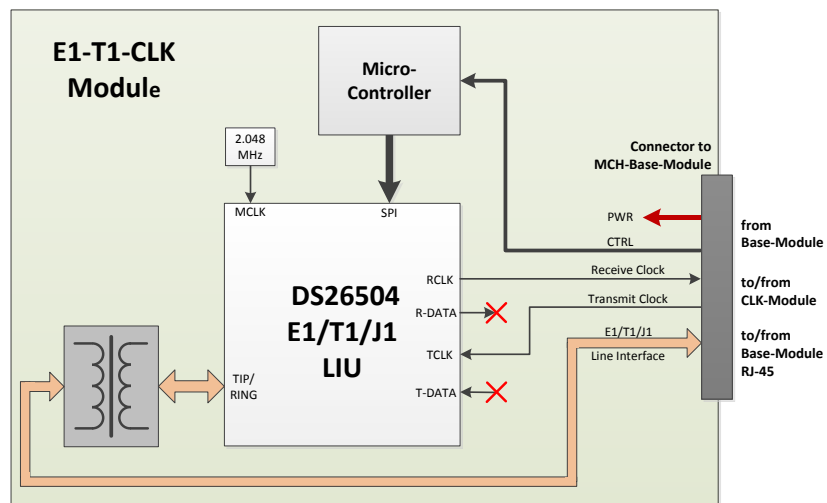 E1-T1-CLK
Module
Micro-
Controller
2.048
MHz
Connector to
MCH-Base-Module
MCLK
SPI
PWR
CTRL
from
Base-Module
DS26504
E1/T1/J1
LIU
RCLK
Receive Clock
R-DATA
Transmit Clock
to/from
CLK-Module
TCLK
E1/T1/J1
Line Interface
to/from
Base-Module
RJ-45
TIP/
RING
T-DATA